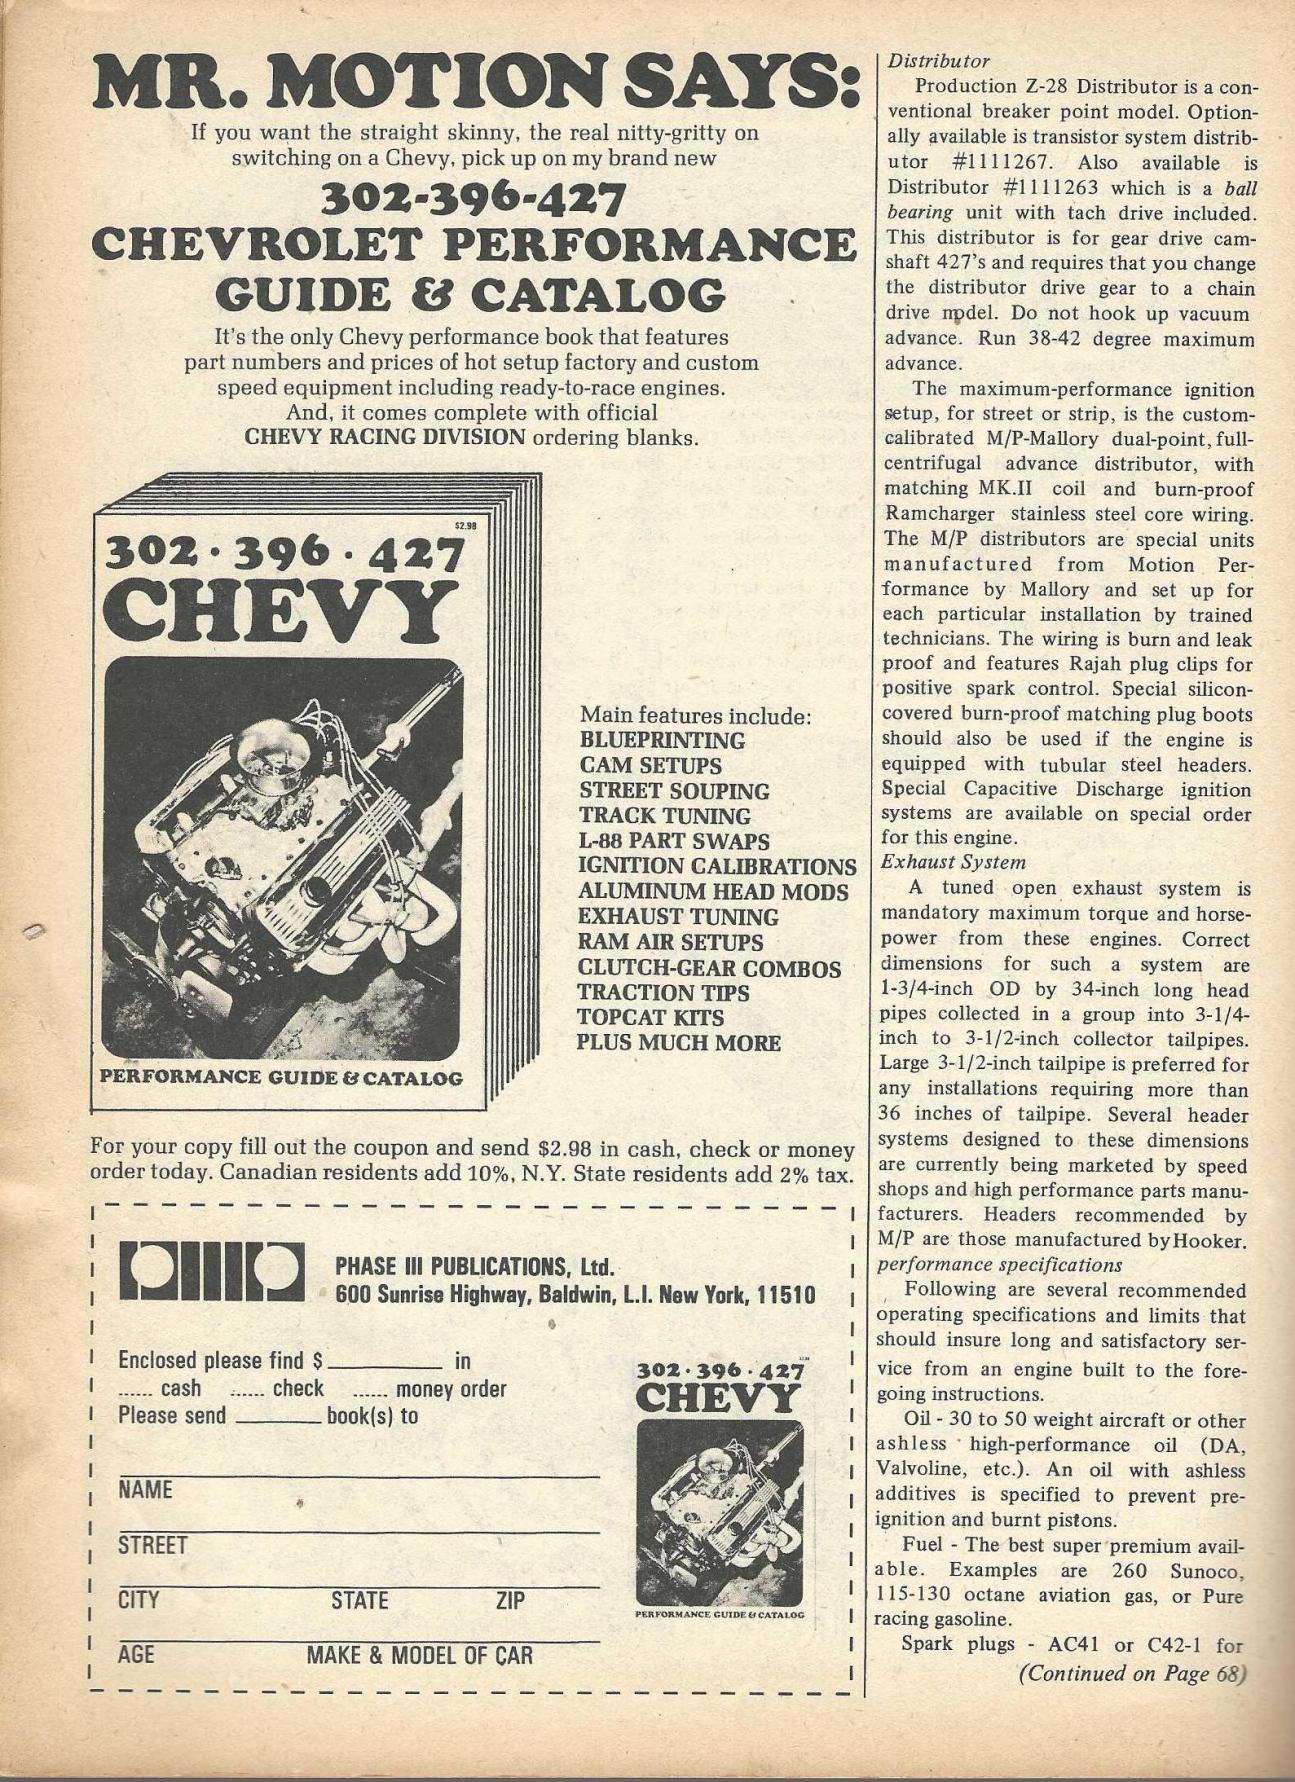 MR. MOTION SAYS:
If you want the straight skinny, the real nitty-gritty on
switching on a Chevy, pick up on my brand new
302-396-427
CHEVROLET PERFORMANCE
GUIDE & CATALOG
It's the only Chevy performance book that features
part numbers and prices of hot setup factory and custom
speed equipment including ready-to-race engines.
And, it comes complete with official
CHEVY RACING DIVISION ordering blanks.
$2.98
302 · 396 · 427
CHEVY
PERFORMANCE GUIDE & CATALOG
Main features include:
BLUEPRINTING
CAM SETUPS
STREET SOUPING
TRACK TUNING
L-88 PART SWAPS
IGNITION CALIBRATIONS
ALUMINUM HEAD MODS
EXHAUST TUNING
RAM AIR SETUPS
CLUTCH-GEAR COMBOS
TRACTION TIPS
TOPCAT KITS
PLUS MUCH MORE
For your copy fill out the coupon and send $2.98 in cash, check or money
order today. Canadian residents add 10%, N.Y. State residents add 2% tax.
PHASE III PUBLICATIONS, Ltd.
600 Sunrise Highway, Baldwin, L.I. New York, 11510
Enclosed please find $ ________ in
...... cash ...... check ...... money order
Please send ________ book(s) to
NAME
STREET
CITY STATE ZIP
AGE MAKE & MODEL OF CAR
302 · 396 · 427
CHEVY
PERFORMANCE GUIDE & CATALOG
Distributor
Production Z-28 Distributor is a con-
ventional breaker point model. Option-
ally available is transistor system distrib-
utor #1111267. Also available is
Distributor #1111263 which is a ball
bearing unit with tach drive included.
This distributor is for gear drive cam-
shaft 427's and requires that you change
the distributor drive gear to a chain
drive model. Do not hook up vacuum
advance. Run 38-42 degree maximum
advance.
The maximum-performance ignition
setup, for street or strip, is the custom-
calibrated M/P-Mallory dual-point, full-
centrifugal advance distributor, with
matching MK.II coil and burn-proof
Ramcharger stainless steel core wiring.
The M/P distributors are special units
manufactured from Motion Per-
formance by Mallory and set up for
each particular installation by trained
technicians. The wiring is burn and leak
proof and features Rajah plug clips for
positive spark control. Special silicon-
covered burn-proof matching plug boots
should also be used if the engine is
equipped with tubular steel headers.
Special Capacitive Discharge ignition
systems are available on special order
for this engine.
Exhaust System
A tuned open exhaust system is
mandatory maximum torque and horse-
power from these engines. Correct
dimensions for such a system are
1-3/4-inch OD by 34-inch long head
pipes collected in a group into 3-1/4-
inch to 3-1/2-inch collector tailpipes.
Large 3-1/2-inch tailpipe is preferred for
any installations requiring more than
36 inches of tailpipe. Several header
systems designed to these dimensions
are currently being marketed by speed
shops and high performance parts manu-
facturers. Headers recommended by
M/P are those manufactured by Hooker.
performance specifications
Following are several recommended
operating specifications and limits that
should insure long and satisfactory ser-
vice from an engine built to the fore-
going instructions.
Oil - 30 to 50 weight aircraft or other
ashless high-performance oil (DA,
Valvoline, etc.). An oil with ashless
additives is specified to prevent pre-
ignition and burnt pistons.
Fuel - The best super premium avail-
able. Examples are 260 Sunoco,
115-130 octane aviation gas, or Pure
racing gasoline.
Spark plugs - AC41 or C42-1 for
(Continued on Page 68)